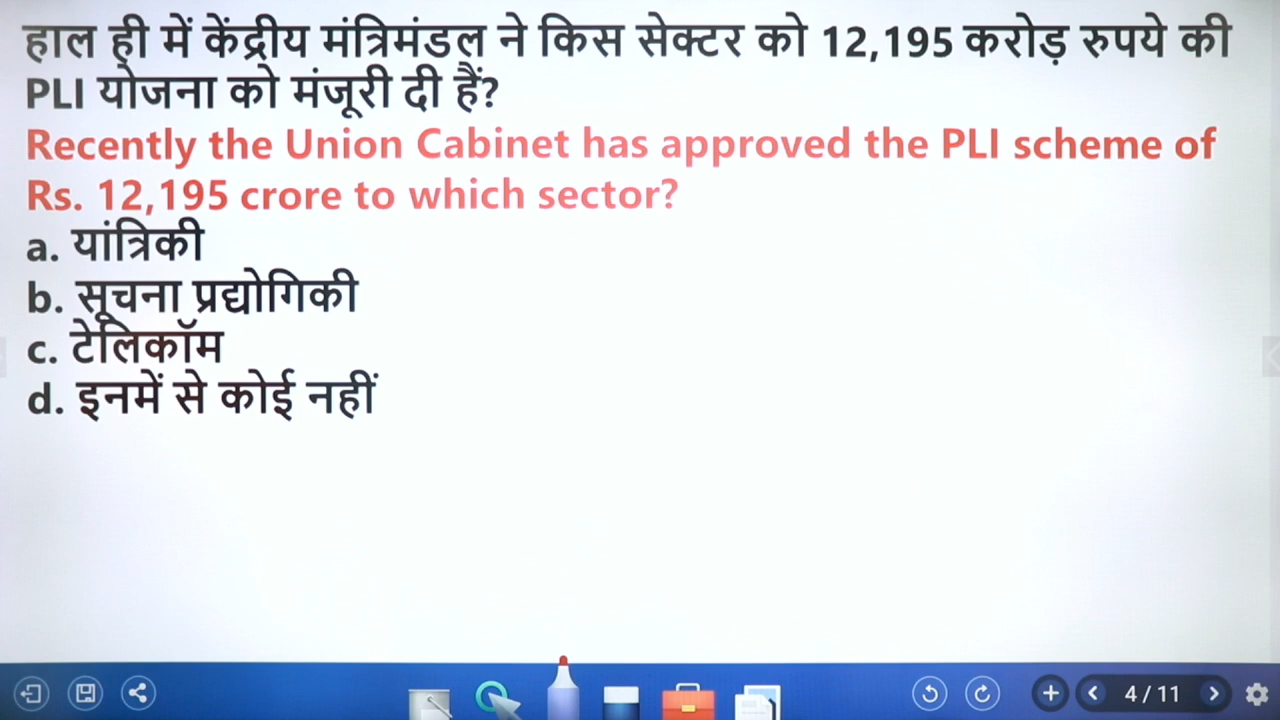 हाल ही में केंद्रीय मंत्रिमंडल ने किस सेक्टर को 12,195 करोड़ रुपये की
PLI योजना को मंजूरी दी हैं?
Recently the Union Cabinet has approved the PLI scheme of
Rs. 12,195 crore to which sector?
a. यांत्रिकी
b. सूचना प्रद्योगिकी
c. टेलिकॉम
d. इनमें से कोई नहीं
4 / 11